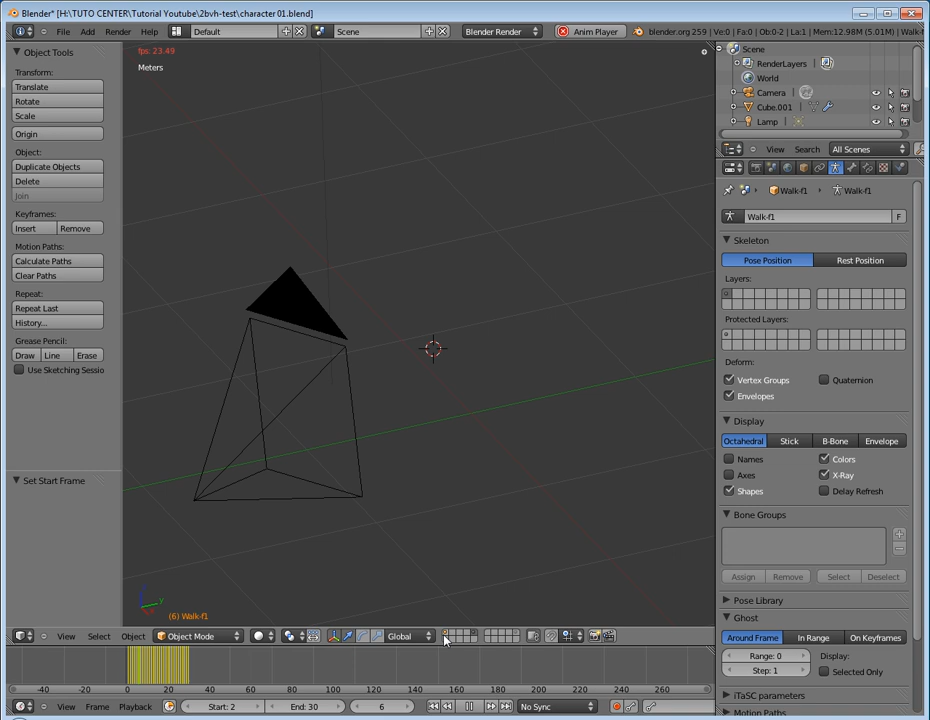 Blender* [H:\TUTO CENTER\Tutorial Youtube\2bvh-test\character 01.blend]
File Add Render Help Default Scene Blender Render Anim Player blender.org 259 | Ve:0 | Fa:0 | Ob:0-2 | La:1 | Mem:12.98M (5.01M) | Walk-f
Object Tools
Transform:
Translate
Rotate
Scale
Origin
Object:
Duplicate Objects
Delete
Join
Keyframes:
Insert Remove
Motion Paths:
Calculate Paths
Clear Paths
Repeat:
Repeat Last
History...
Grease Pencil:
Draw Line Erase
Use Sketching Sessio
Set Start Frame
fps: 23.49
Meters
(6) Walk-f1
View Select Object Object Mode Global
-40 -20 0 20 40 60 80 100 120 140 160 180 200 220 240 260
View Marker Frame Playback Start: 2 End: 30 6 No Sync
Scene
RenderLayers
World
Camera
Cube.001
Lamp
View Search All Scenes
Walk-f1 Walk-f1
Walk-f1 F
Skeleton
Pose Position Rest Position
Layers:
Protected Layers:
Deform:
Vertex Groups Quaternion
Envelopes
Display
Octahedral Stick B-Bone Envelope
Names Colors
Axes X-Ray
Shapes Delay Refresh
Bone Groups
Assign Remove Select Deselect
Pose Library
Ghost
Around Frame In Range On Keyframes
Range: 0 Display:
Step: 1 Selected Only
iTaSC parameters
Motion Paths